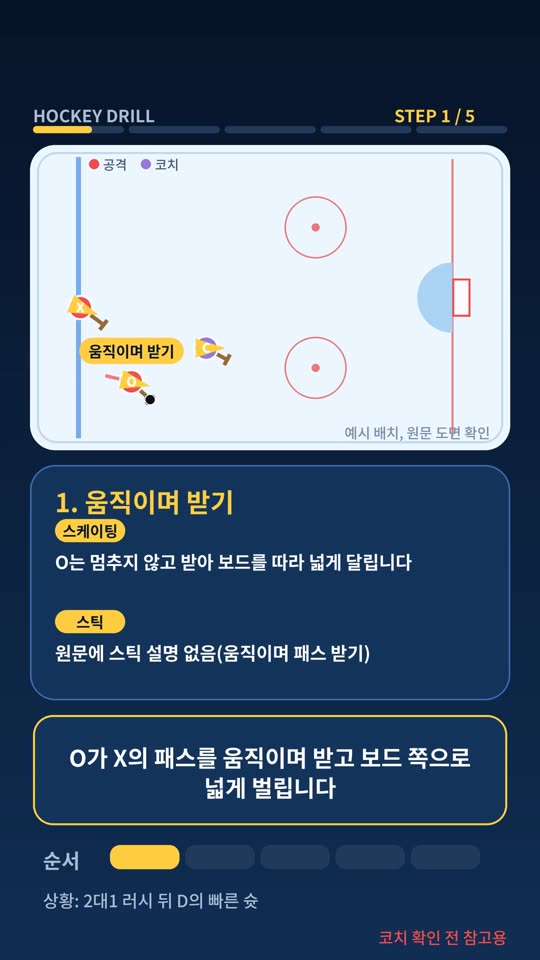 HOCKEY DRILL
STEP 1 / 5
공격
코치
X
움직이며 받기
C
O
예시 배치, 원문 도면 확인
1. 움직이며 받기
스케이팅
O는 멈추지 않고 받아 보드를 따라 넓게 달립니다
스틱
원문에 스틱 설명 없음(움직이며 패스 받기)
O가 X의 패스를 움직이며 받고 보드 쪽으로
넓게 벌립니다
순서
상황: 2대1 러시 뒤 D의 빠른 슛
코치 확인 전 참고용